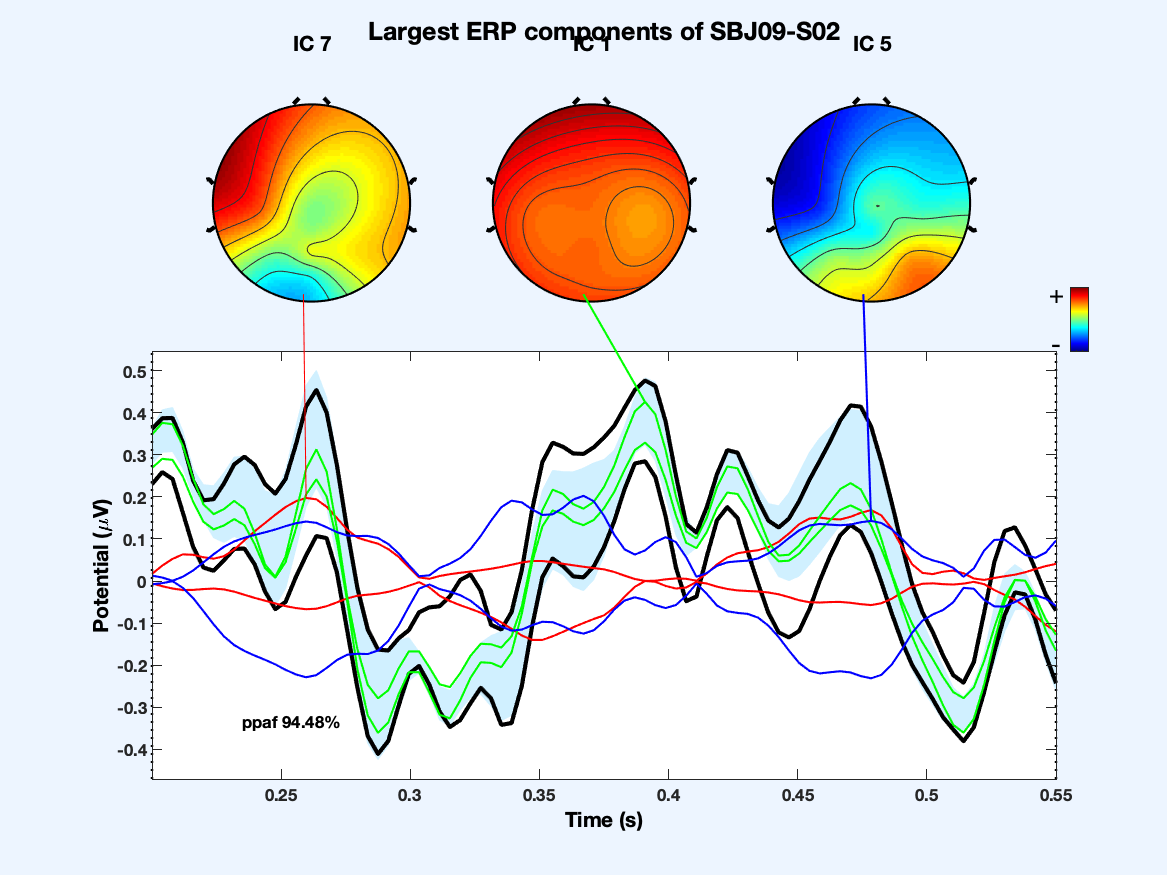 Largest ERP components of SBJ09-S02
IC 7
IC 1
IC 5
+
-
0.5
0.4
0.3
0.2
0.1
0
-0.1
-0.2
-0.3
-0.4
Potential (μV)
ppaf 94.48%
0.25
0.3
0.35
0.4
0.45
0.5
0.55
Time (s)